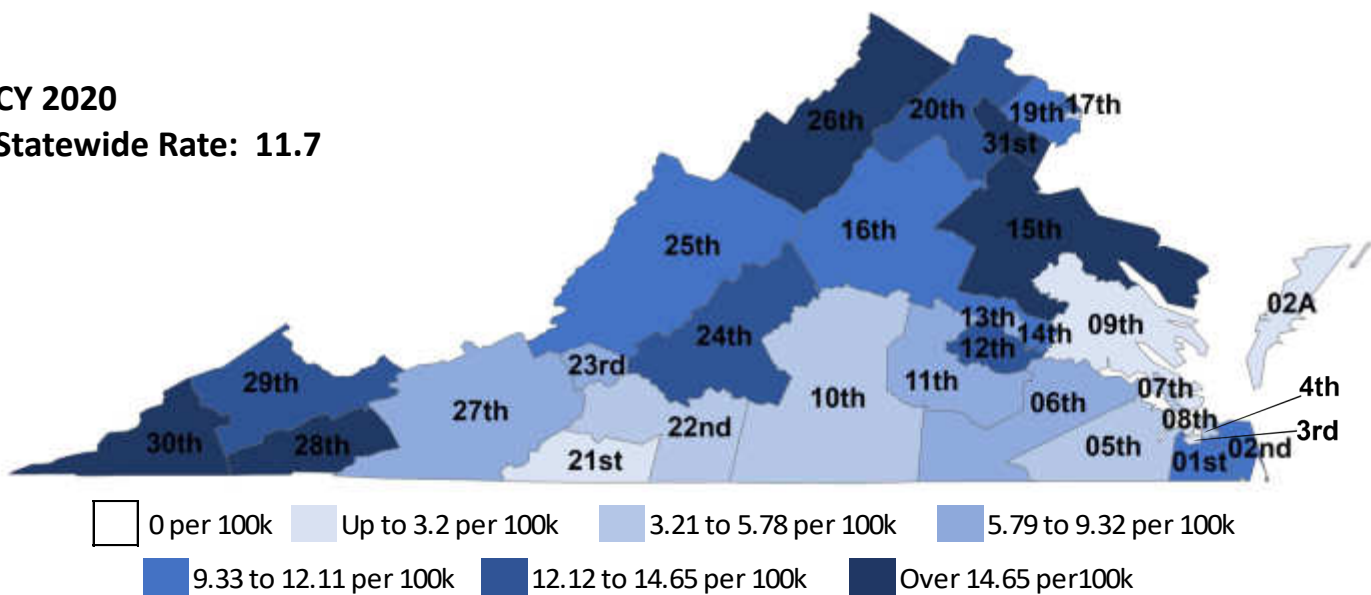 CY 2020
Statewide Rate: 11.7
26th
20th
19th
17th
31st
25th
16th
15th
02A
13th
14th
09th
24th
12th
23rd
29th
11th
07th
4th
27th
10th
06th
08th
22nd
3rd
30th
28th
21st
05th
01st
02nd
0 per 100k
Up to 3.2 per 100k
3.21 to 5.78 per 100k
5.79 to 9.32 per 100k
9.33 to 12.11 per 100k
12.12 to 14.65 per 100k
Over 14.65 per100k